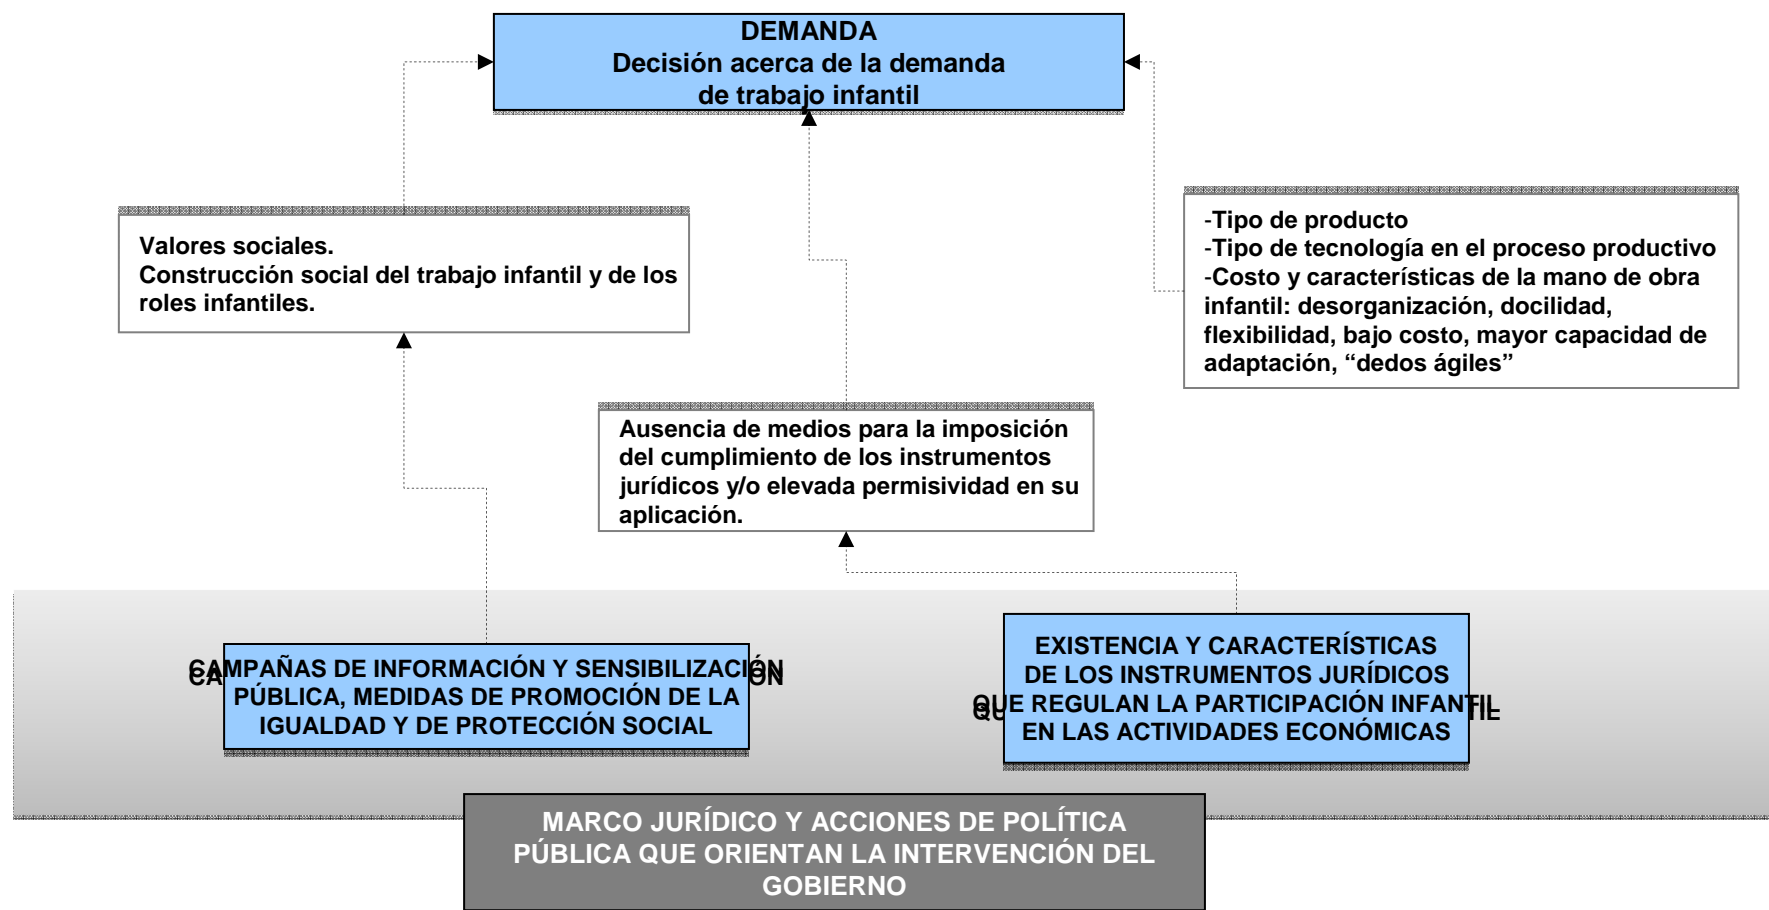 DEMANDA
Decisión acerca de la demanda
de trabajo infantil
Valores sociales.
Construcción social del trabajo infantil y de los
roles infantiles.
-Tipo de producto
-Tipo de tecnología en el proceso productivo
-Costo y características de la mano de obra
infantil: desorganización, docilidad,
flexibilidad, bajo costo, mayor capacidad de
adaptación, “dedos ágiles”
Ausencia de medios para la imposición
del cumplimiento de los instrumentos
jurídicos y/o elevada permisividad en su
aplicación.
CAMPAÑAS DE INFORMACIÓN Y SENSIBILIZACIÓN
PÚBLICA, MEDIDAS DE PROMOCIÓN DE LA
IGUALDAD Y DE PROTECCIÓN SOCIAL
EXISTENCIA Y CARACTERÍSTICAS
DE LOS INSTRUMENTOS JURÍDICOS
QUE REGULAN LA PARTICIPACIÓN INFANTIL
EN LAS ACTIVIDADES ECONÓMICAS
MARCO JURÍDICO Y ACCIONES DE POLÍTICA
PÚBLICA QUE ORIENTAN LA INTERVENCIÓN DEL
GOBIERNO